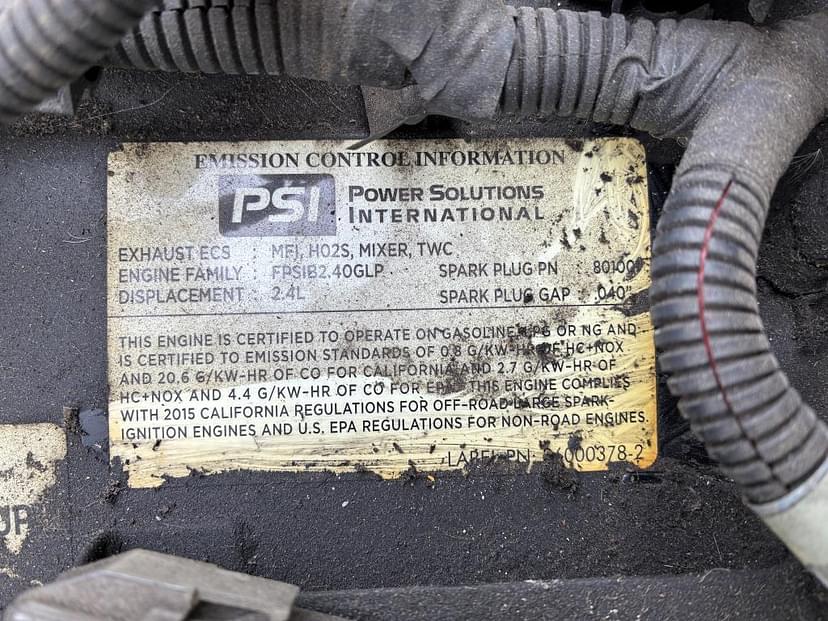 EMISSION CONTROL INFORMATION
PSI POWER SOLUTIONS
INTERNATIONAL
EXHAUST ECS : MFI, HO2S, MIXER, TWC
ENGINE FAMILY : FPSIB2.40GLP SPARK PLUG PN :
DISPLACEMENT : 2.4L SPARK PLUG GAP : .040"
THIS ENGINE IS CERTIFIED TO OPERATE ON GASOLINE, LPG OR NG AND
IS CERTIFIED TO EMISSION STANDARDS OF 0.8 G/KW-HR OF HC+NOX
AND 20.6 G/KW-HR OF CO FOR CALIFORNIA AND 2.7 G/KW-HR OF
HC+NOX AND 4.4 G/KW-HR OF CO FOR EPA. THIS ENGINE COMPLIES
WITH 2015 CALIFORNIA REGULATIONS FOR OFF-ROAD LARGE SPARK-
IGNITION ENGINES AND U.S. EPA REGULATIONS FOR NON-ROAD ENGINES.
LABEL PN: